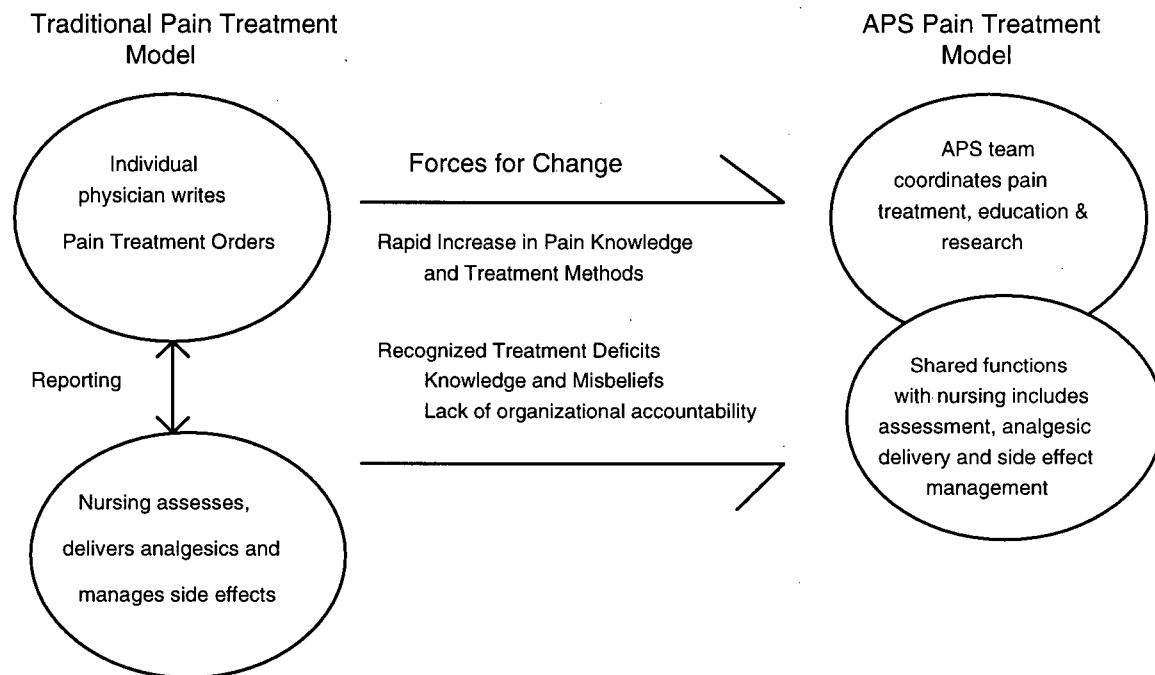 Traditional Pain Treatment
Model
Individual
physician writes
Pain Treatment Orders
Reporting
Nursing assesses,
delivers analgesics and
manages side effects
Forces for Change
Rapid Increase in Pain Knowledge
and Treatment Methods
Recognized Treatment Deficits
Knowledge and Misbeliefs
Lack of organizational accountability
APS Pain Treatment
Model
APS team
coordinates pain
treatment, education &
research
Shared functions
with nursing includes
assessment, analgesic
delivery and side effect
management